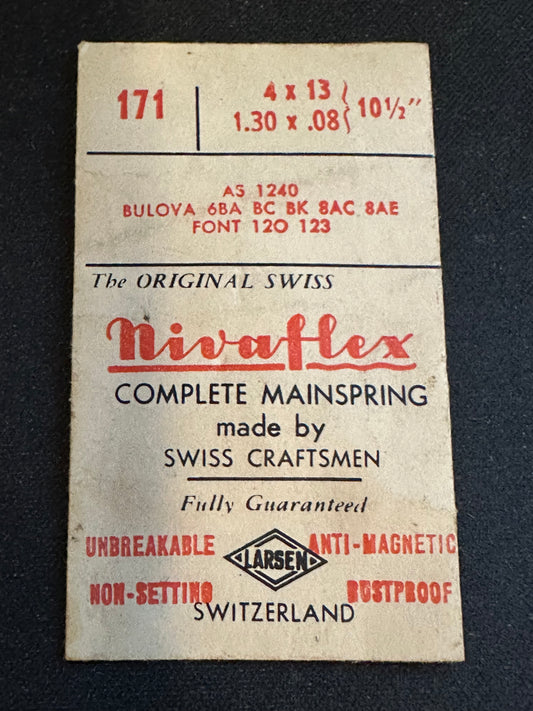 171
4 x 13
1.30 x .08
10½"
AS 1240
BULOVA 6BA BC BK 8AC 8AE
FONT 120 123
The ORIGINAL SWISS
Nivaflex
COMPLETE MAINSPRING
made by
SWISS CRAFTSMEN
Fully Guaranteed
UNBREAKABLE LARSEN ANTI-MAGNETIC
NON-SETTING RUSTPROOF
SWITZERLAND